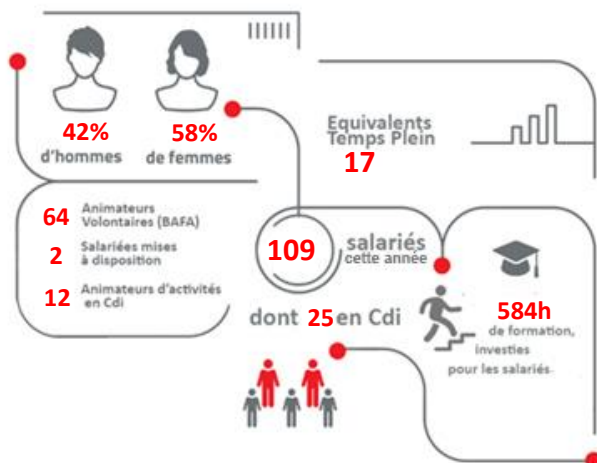 42%
d'hommes
58%
de femmes
Equivalents
Temps Plein
17
64 Animateurs
Volontaires (BAFA)
2 Salariées mises
à disposition
12 Animateurs d'activités
en Cdi
109 salariés
cette année
dont 25 en Cdi
584h
de formation,
investies
pour les salariés.